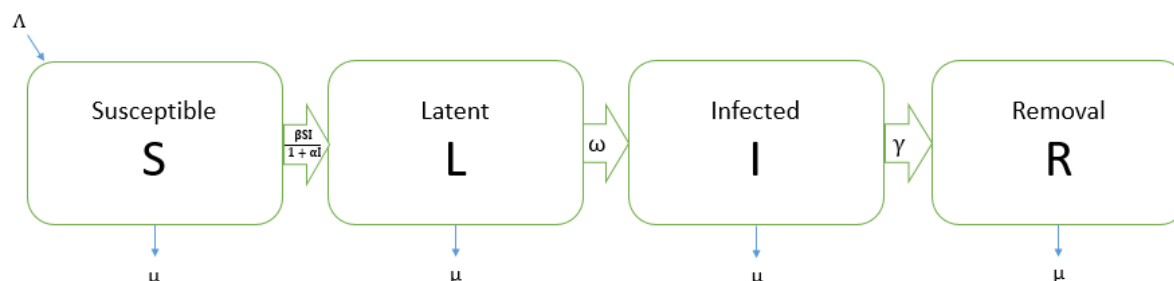 Λ
Susceptible
S
βSI
1 + αI
Latent
L
ω
Infected
I
γ
Removal
R
μ
μ
μ
μ